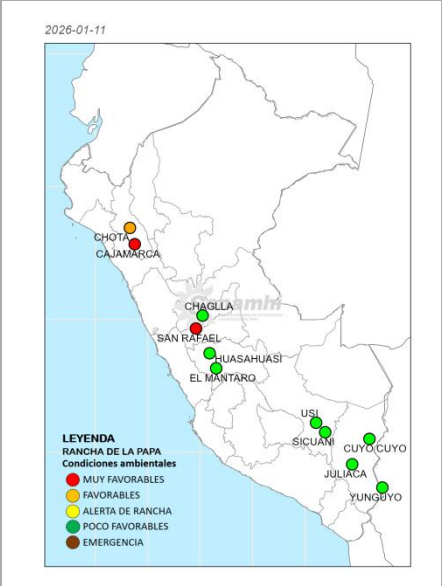 2026-01-11
CHOTA
CAJAMARCA
CHAGLLA
SAN RAFAEL
HUASAHUASI
EL MANTARO
USI
SICUANI
CUYO CUYO
JULIACA
YUNGUYO
LEYENDA
RANCHA DE LA PAPA
Condiciones ambientales
MUY FAVORABLES
FAVORABLES
ALERTA DE RANCHA
POCO FAVORABLES
EMERGENCIA